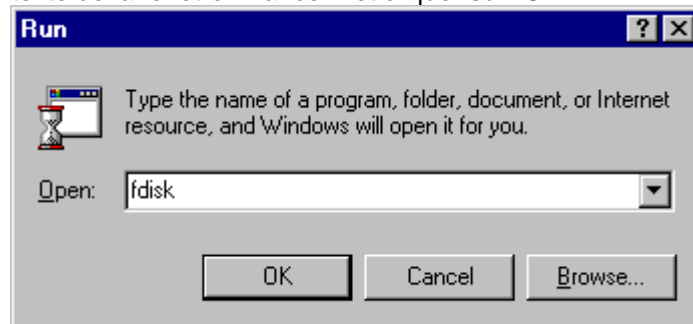 Run
Type the name of a program, folder, document, or Internet
resource, and Windows will open it for you.
Open: fdisk
OK Cancel Browse...